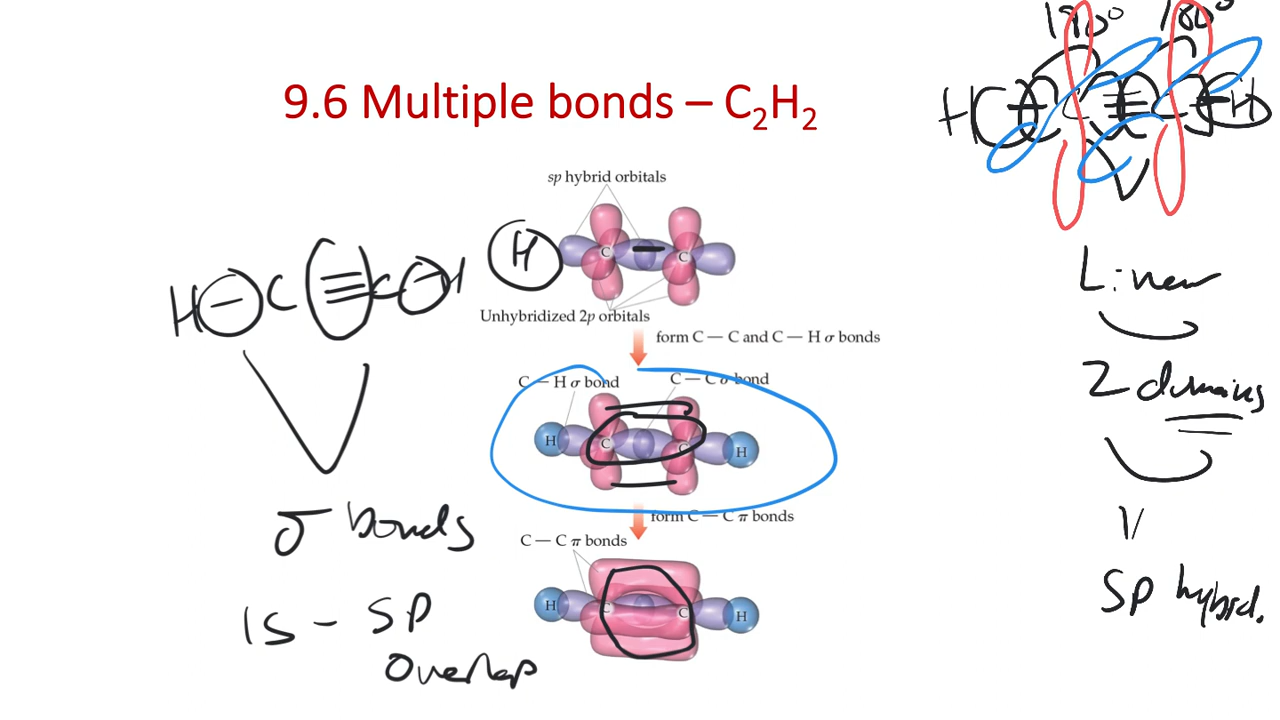 180° 180°
H C ≡ C H
9.6 Multiple bonds – C₂H₂
sp hybrid orbitals
H–C≡C–H
H
C C
Unhybridized 2p orbitals
form C — C and C — H σ bonds
Linear
2 domains
sp hybrid.
C — H σ bond
C — C σ bond
H C C H
form C — C π bonds
C — C π bonds
H C C H
σ bonds
1s - sp
overlap